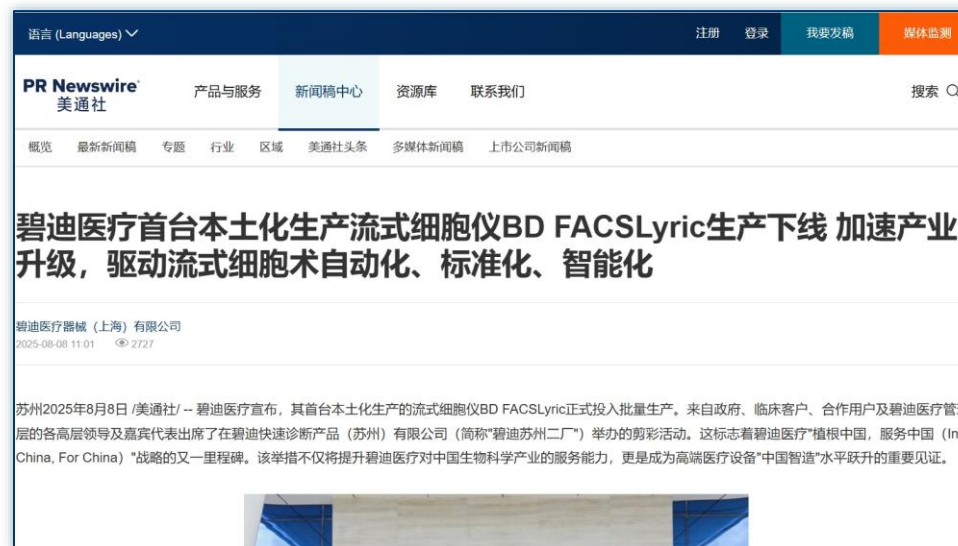 语言 (Languages)
注册 登录 我要发稿 媒体监测
PR Newswire
美通社
产品与服务 新闻稿中心 资源库 联系我们 搜索
概览 最新新闻稿 专题 行业 区域 美通社头条 多媒体新闻稿 上市公司新闻稿
碧迪医疗首台本土化生产流式细胞仪BD FACSLyric生产下线 加速产业
升级，驱动流式细胞术自动化、标准化、智能化
碧迪医疗器械（上海）有限公司
2025-08-08 11:01 2727
苏州2025年8月8日 /美通社/ -- 碧迪医疗宣布，其首台本土化生产的流式细胞仪BD FACSLyric正式投入批量生产。来自政府、临床客户、合作用户及碧迪医疗管理
层的各高层领导及嘉宾代表出席了在碧迪快速诊断产品（苏州）有限公司（简称"碧迪苏州二厂"）举办的剪彩活动。这标志着碧迪医疗"植根中国，服务中国（In
China, For China）"战略的又一里程碑。该举措不仅将提升碧迪医疗对中国生物科学产业的服务能力，更是成为高端医疗设备"中国智造"水平跃升的重要见证。